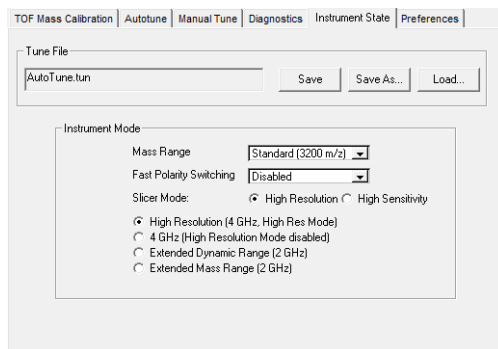 TOF Mass Calibration Autotune Manual Tune Diagnostics Instrument State Preferences
Tune File
AutoTune.tun Save Save As... Load...
Instrument Mode
Mass Range Standard (3200 m/z)
Fast Polarity Switching Disabled
Slicer Mode: High Resolution High Sensitivity
High Resolution (4 GHz, High Res Mode)
4 GHz (High Resolution Mode disabled)
Extended Dynamic Range (2 GHz)
Extended Mass Range (2 GHz)